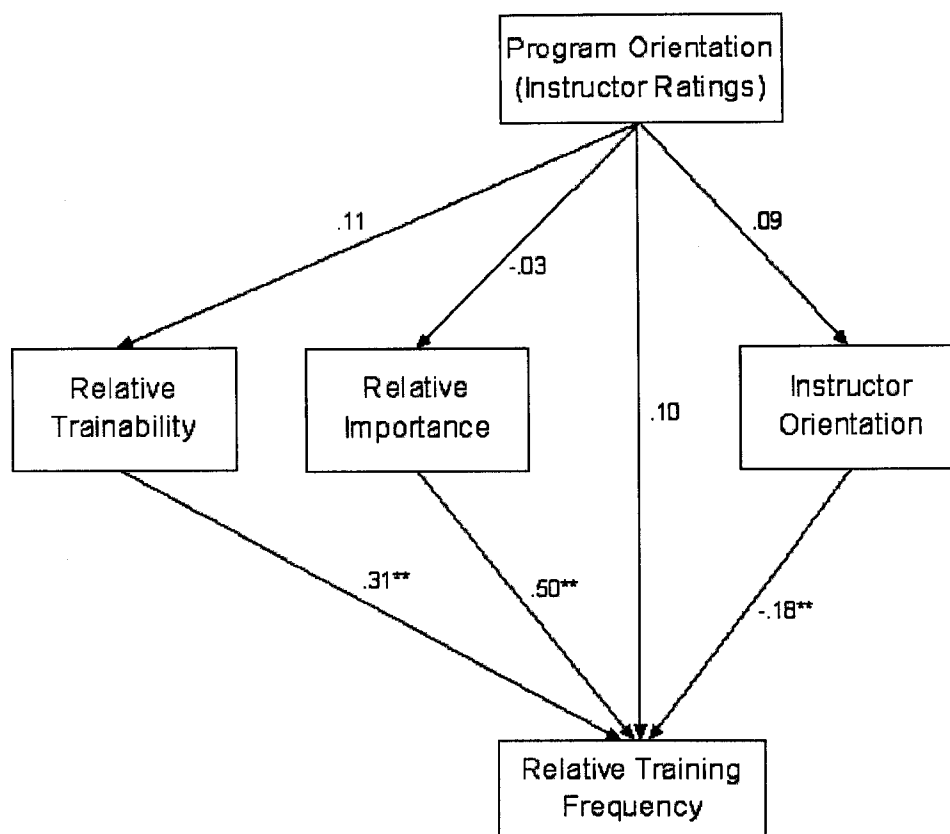 Program Orientation
(Instructor Ratings)
.11
-.03
.09
Relative
Trainability
Relative
Importance
.10
Instructor
Orientation
.31**
.50**
-.18**
Relative Training
Frequency